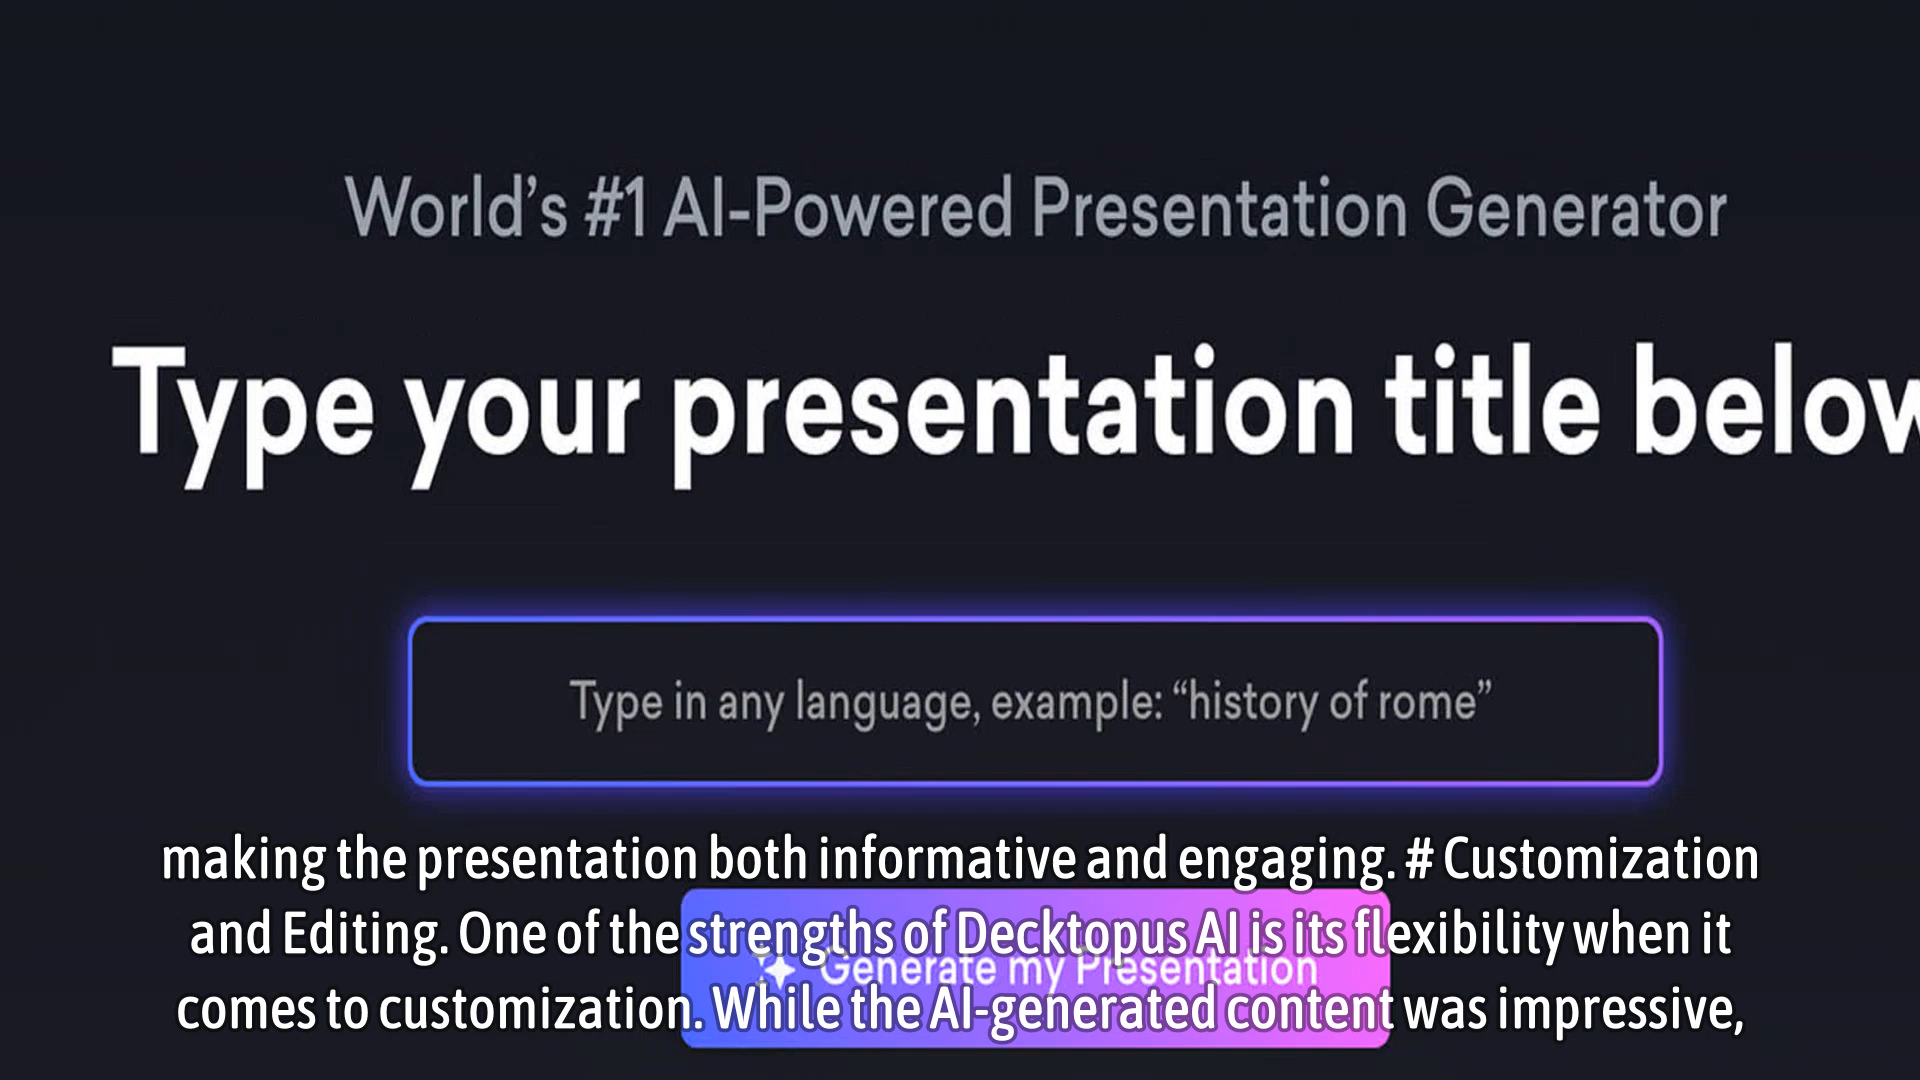 World's #1 AI-Powered Presentation Generator
Type your presentation title below
Type in any language, example: “history of rome”
making the presentation both informative and engaging. # Customization
and Editing. One of the strengths of Decktopus AI is its flexibility when it
Generate my Presentation
comes to customization. While the AI-generated content was impressive,